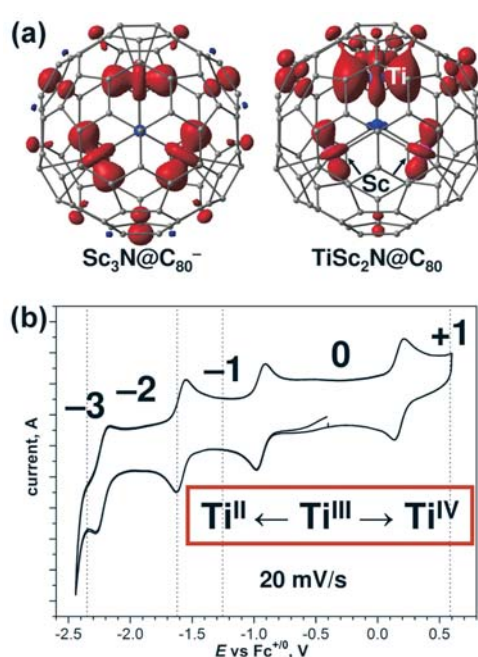 (a)
Ti
Sc
Sc₃N@C₈₀⁻
TiSc₂N@C₈₀
(b)
−3
−2
−1
0
+1
current, A
Tiᴵᴵ ← Tiᴵᴵᴵ → Tiᴵⱽ
20 mV/s
-2.5 -2.0 -1.5 -1.0 -0.5 0.0 0.5
E vs Fc⁺/⁰, V